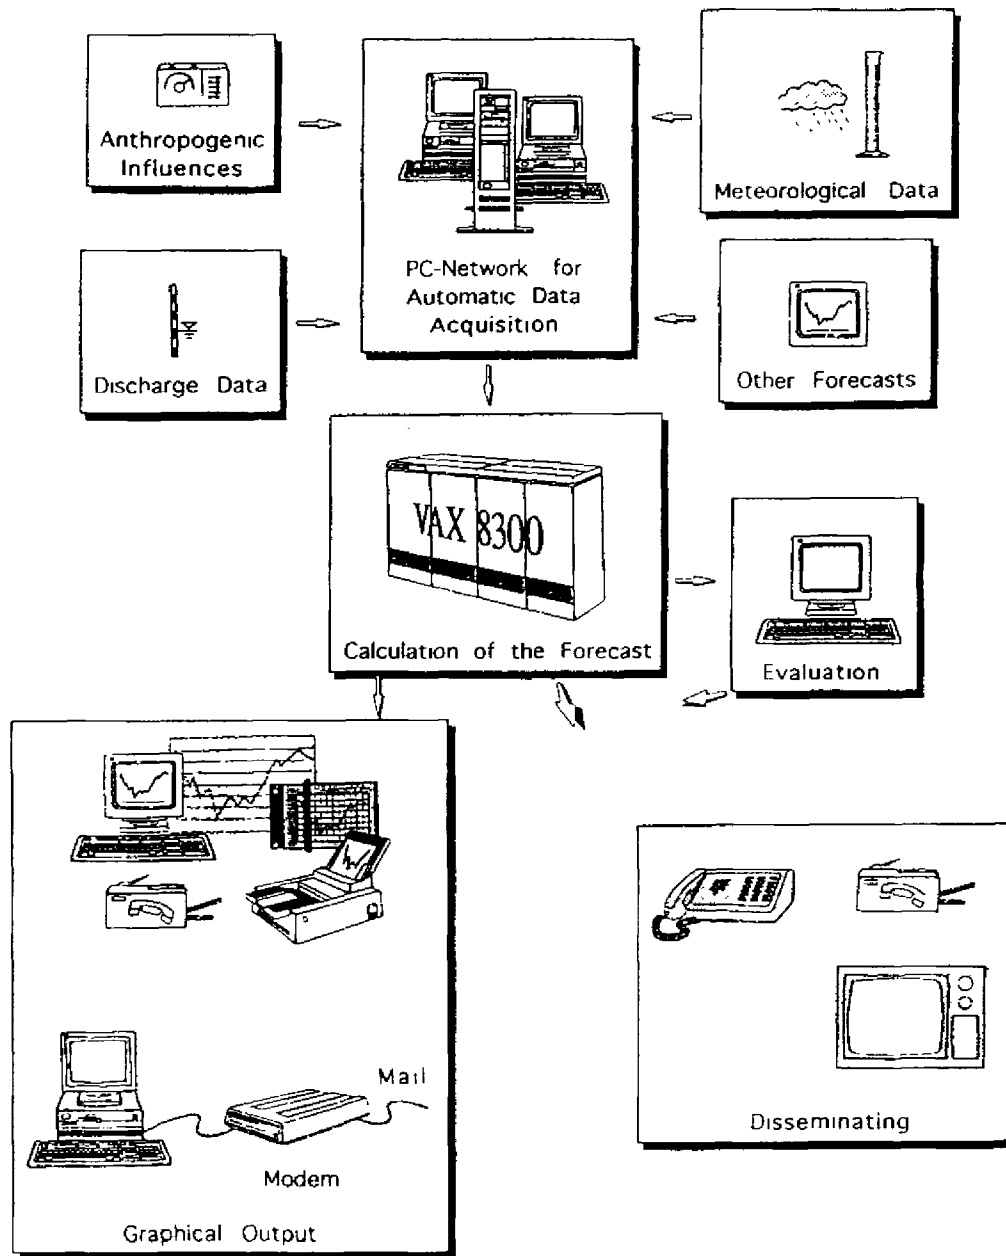 Anthropogenic
Influences
PC-Network for
Automatic Data
Acquisition
Meteorological Data
Discharge Data
Other Forecasts
VAX 8300
Calculation of the Forecast
Evaluation
Mail
Modem
Graphical Output
Disseminating